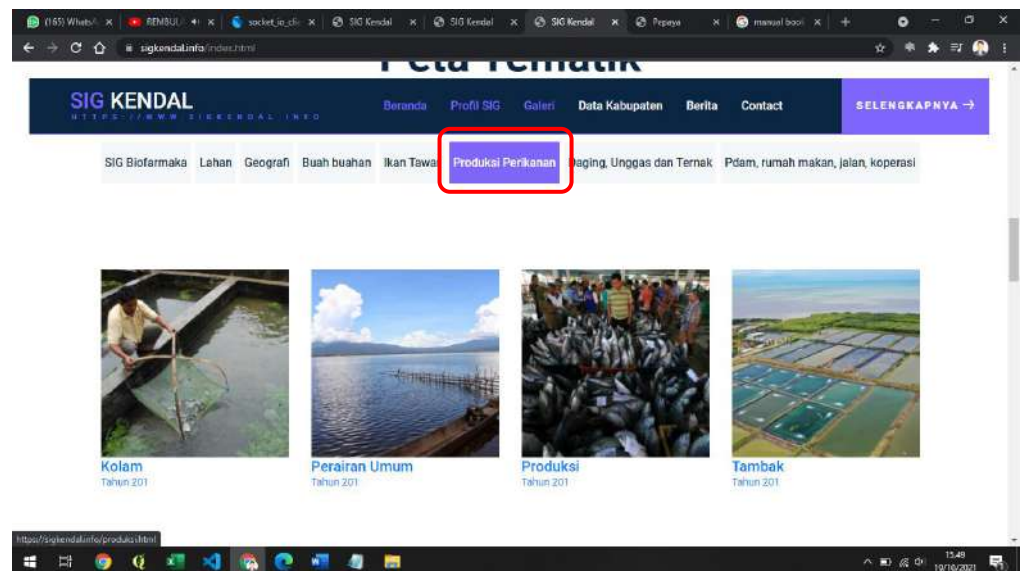 (165) Whats
REMBUL
socket_io_cli
SIG Kendal
SIG Kendal
SIG Kendal
Pepaya
manual bool
sigkendal.info/index.html
Peta Tematik
SIG KENDAL
HTTPS://WWW.SIGKENDAL.INFO
Beranda Profil SIG Galeri Data Kabupaten Berita Contact
SELENGKAPNYA →
SIG Biofarmaka Lahan Geografi Buah buahan Ikan Tawar Produksi Perikanan Daging, Unggas dan Ternak Pdam, rumah makan, jalan, koperasi
Kolam
Tahun 201
Perairan Umum
Tahun 201
Produksi
Tahun 201
Tambak
Tahun 201
https://sigkendal.info/produksi.html
15.49
19/10/2021